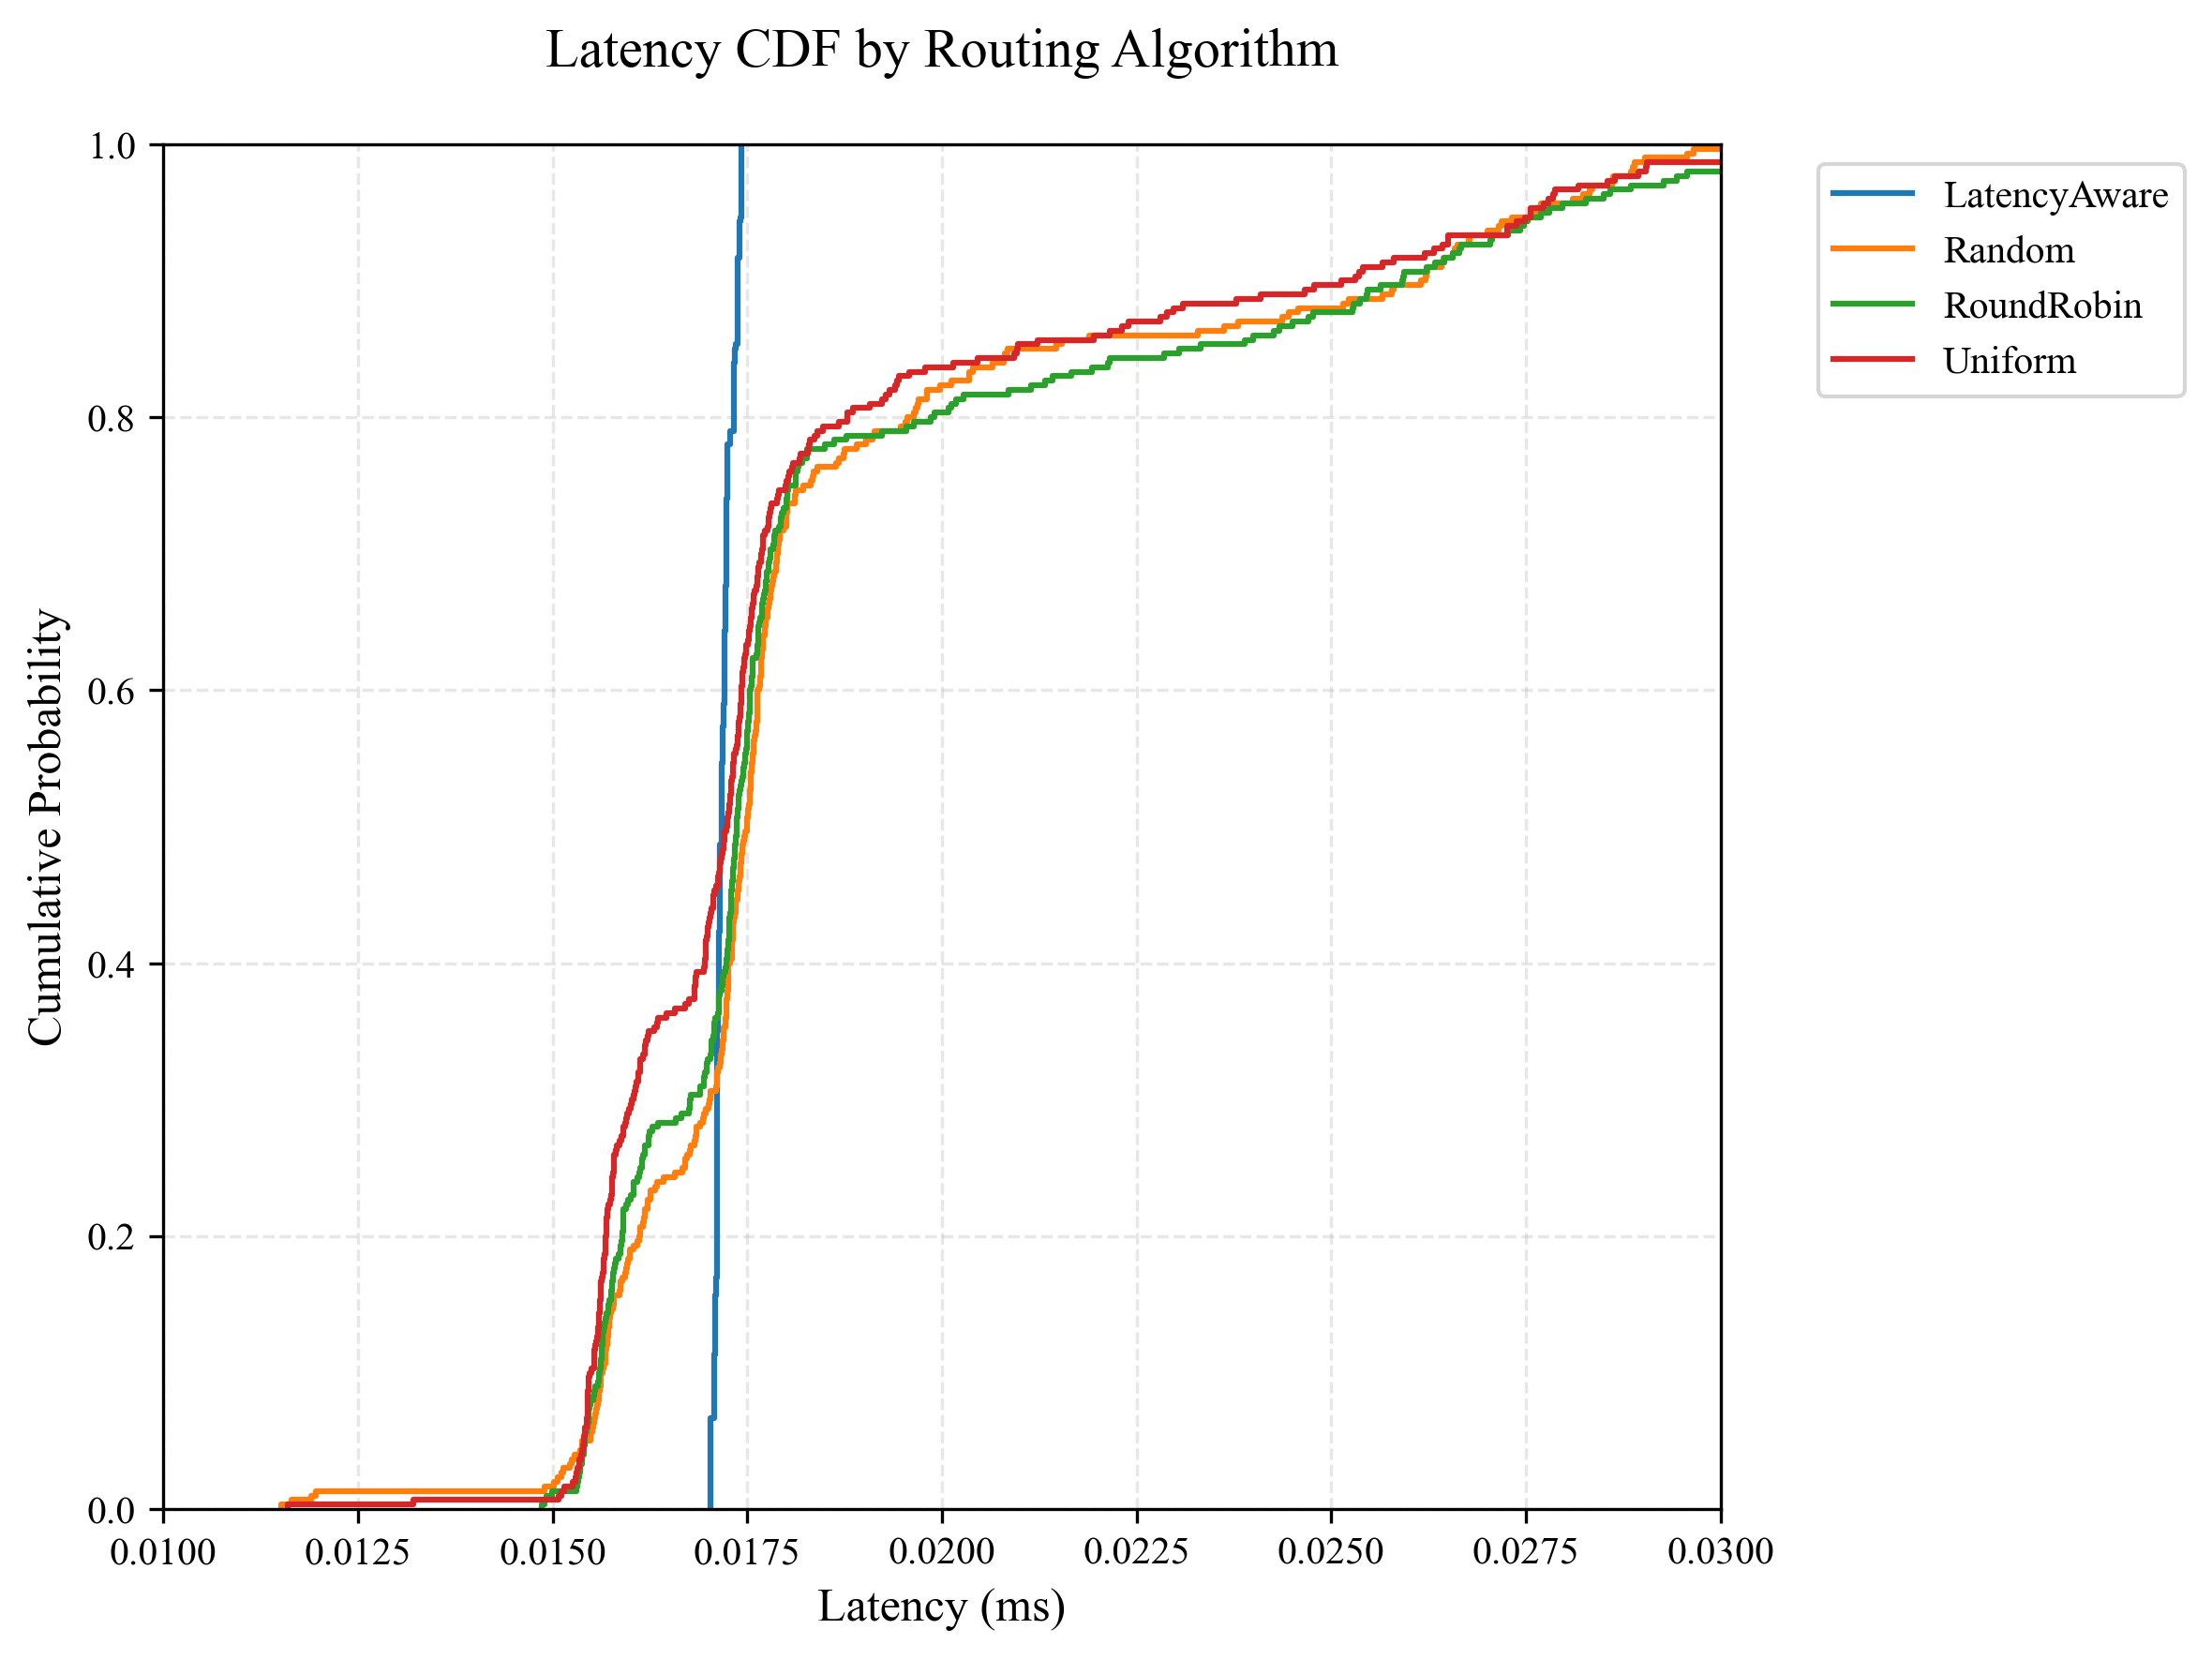 Latency CDF by Routing Algorithm
1.0
0.8
0.6
0.4
0.2
0.0
Cumulative Probability
0.0100 0.0125 0.0150 0.0175 0.0200 0.0225 0.0250 0.0275 0.0300
Latency (ms)
LatencyAware
Random
RoundRobin
Uniform